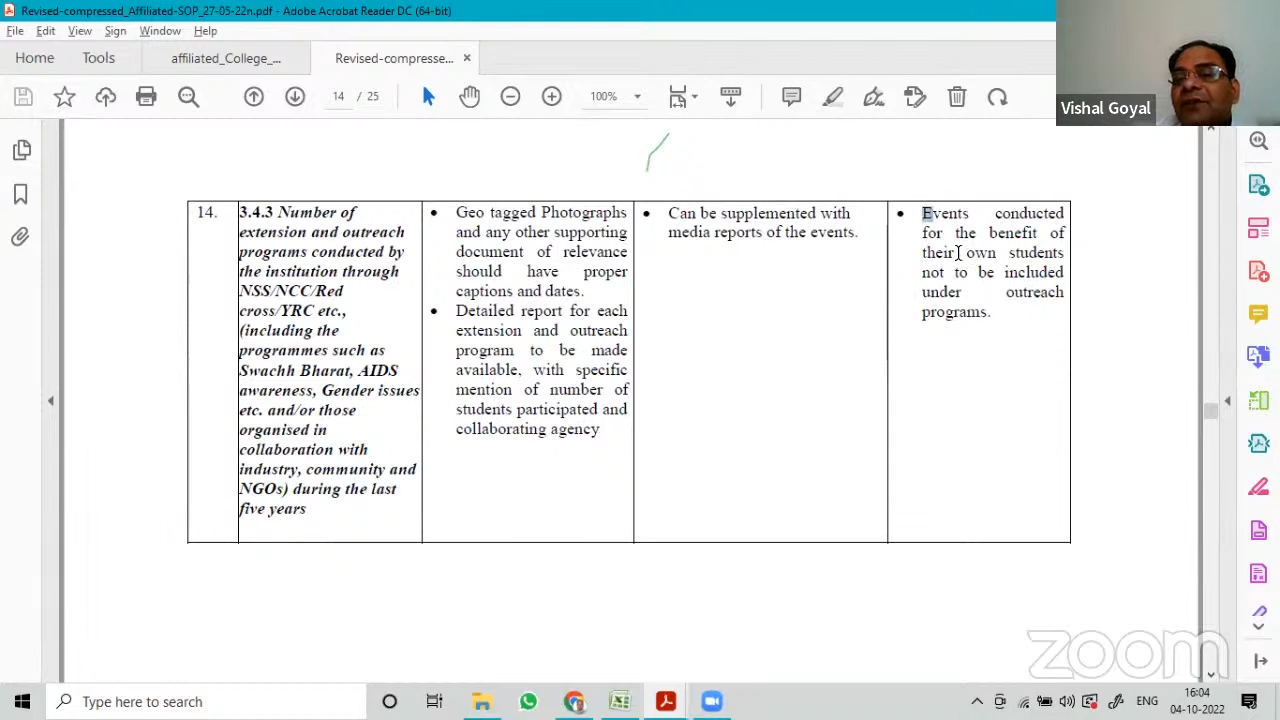 Revised-compressed_Affiliated-SOP_27-05-22n.pdf - Adobe Acrobat Reader DC (64-bit)
File Edit View Sign Window Help
Home Tools affiliated_College_... Revised-compresse... ×
14 / 25 100%
Vishal Goyal
14.
3.4.3 Number of
extension and outreach
programs conducted by
the institution through
NSS/NCC/Red
cross/YRC etc.,
(including the
programmes such as
Swachh Bharat, AIDS
awareness, Gender issues
etc. and/or those
organised in
collaboration with
industry, community and
NGOs) during the last
five years
• Geo tagged Photographs
and any other supporting
document of relevance
should have proper
captions and dates.
• Detailed report for each
extension and outreach
program to be made
available, with specific
mention of number of
students participated and
collaborating agency
• Can be supplemented with
media reports of the events.
• Events conducted
for the benefit of
their own students
not to be included
under outreach
programs.
zoom
Type here to search
ENG
16:04
04-10-2022